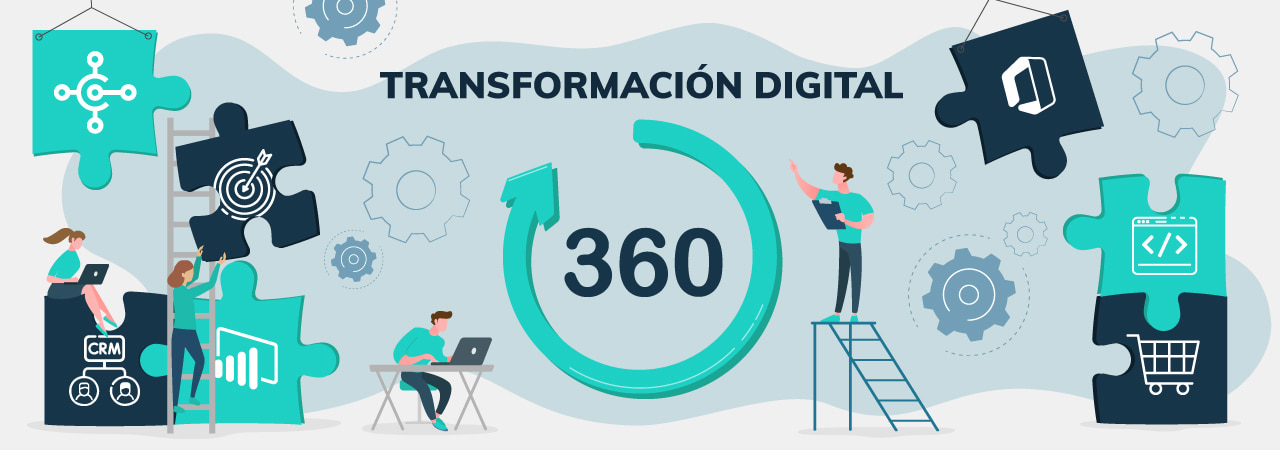 TRANSFORMACIÓN DIGITAL
360
CRM
</>